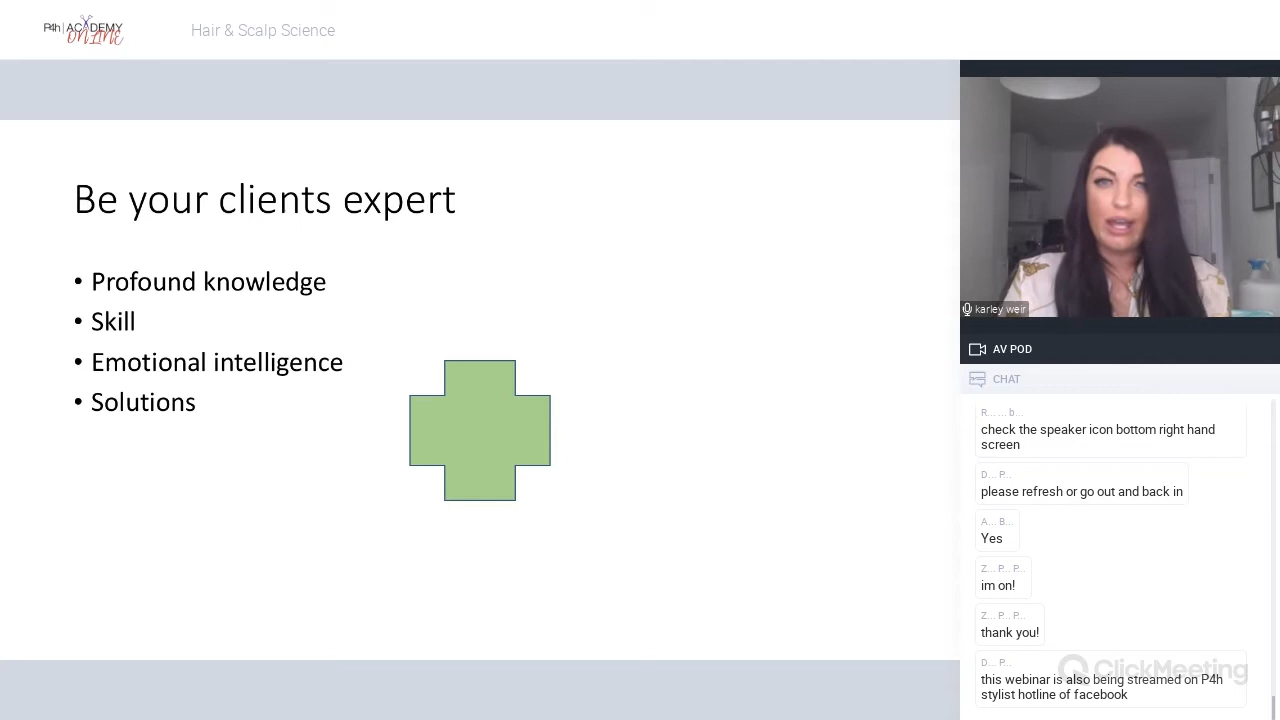 P4h | ACADEMY
ONLINE
Hair & Scalp Science
Be your clients expert
• Profound knowledge
• Skill
• Emotional intelligence
• Solutions
karley weir
AV POD
CHAT
R... ... b...
check the speaker icon bottom right hand
screen
D... P...
please refresh or go out and back in
A... B...
Yes
Z... P... P...
im on!
Z... P... P...
thank you!
D... P...
this webinar is also being streamed on P4h
stylist hotline of facebook
ClickMeeting